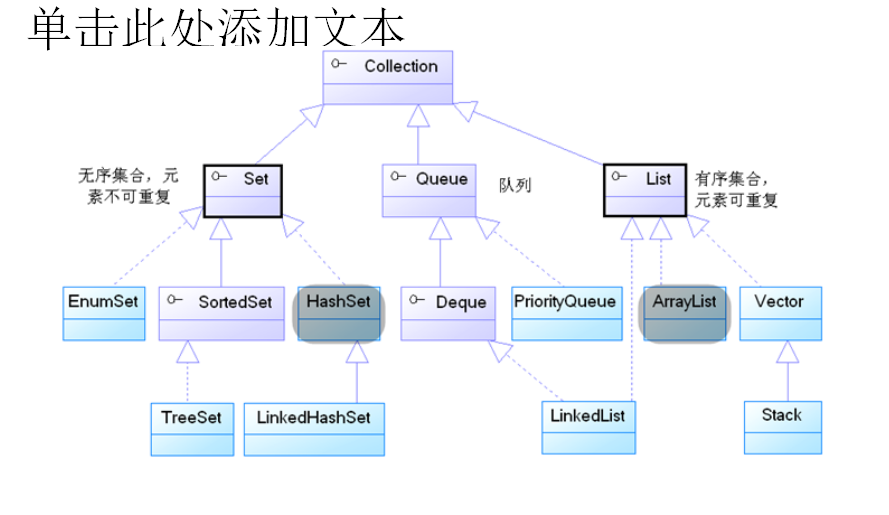 单击此处添加文本
Collection
无序集合，元
素不可重复
Set
Queue
队列
List
有序集合，
元素可重复
EnumSet
SortedSet
HashSet
Deque
PriorityQueue
ArrayList
Vector
TreeSet
LinkedHashSet
LinkedList
Stack